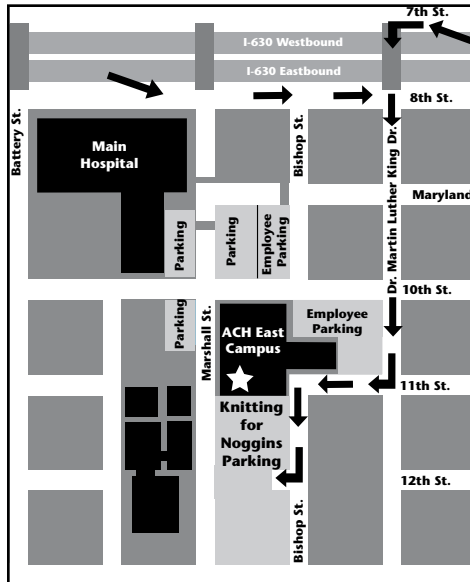 7th St.
I-630 Westbound
I-630 Eastbound
8th St.
Battery St.
Main
Hospital
Bishop St.
Dr. Martin Luther King Dr.
Maryland
Parking
Parking
Employee
Parking
10th St.
Parking
Marshall St.
ACH East
Campus
Employee
Parking
11th St.
Knitting
for
Noggins
Parking
12th St.
Bishop St.